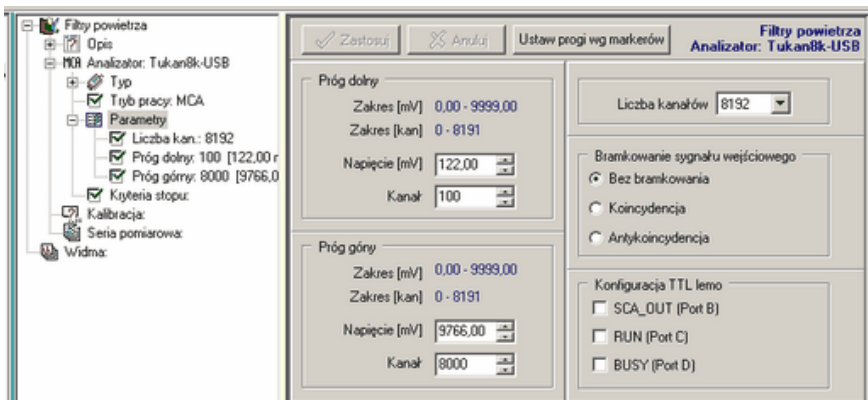 Filtry powietrza
Opis
MCA Analizator: Tukan8k-USB
Typ
Tryb pracy: MCA
Parametry
Liczba kan.: 8192
Próg dolny: 100 [122,00 r
Próg górny: 8000 [9766,0
Kryteria stopu:
Kalibracja:
Seria pomiarowa:
Widma:
Zastosuj
Anuluj
Ustaw progi wg markerów
Filtry powietrza
Analizator: Tukan8k-USB
Próg dolny
Zakres [mV] 0,00 - 9999,00
Zakres [kan] 0 - 8191
Napięcie [mV] 122,00
Kanał 100
Próg góny
Zakres [mV] 0,00 - 9999,00
Zakres [kan] 0 - 8191
Napięcie [mV] 9766,00
Kanał 8000
Liczba kanałów 8192
Bramkowanie sygnału wejściowego
Bez bramkowania
Koincydencja
Antykoincydencja
Konfiguracja TTL lemo
SCA_OUT (Port B)
RUN (Port C)
BUSY (Port D)